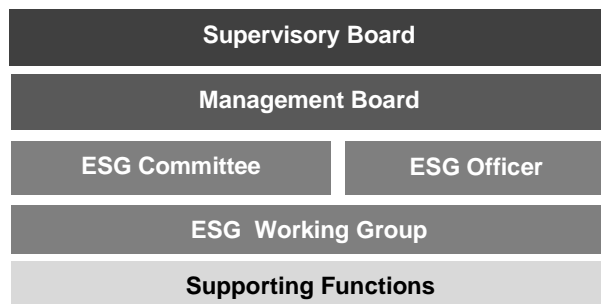 Supervisory Board
Management Board
ESG Committee
ESG Officer
ESG Working Group
Supporting Functions